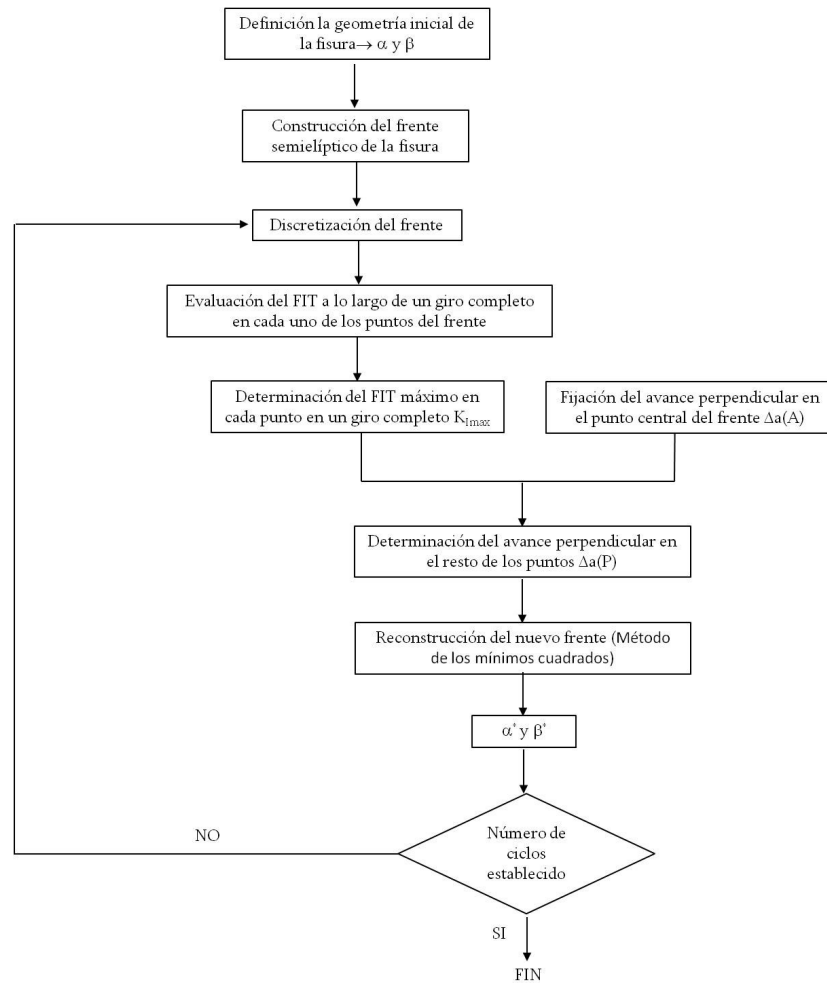 Definición la geometría inicial de
la fisura→ α y β
Construcción del frente
semielíptico de la fisura
Discretización del frente
Evaluación del FIT a lo largo de un giro completo
en cada uno de los puntos del frente
Determinación del FIT máximo en
cada punto en un giro completo K_Imax
Fijación del avance perpendicular en
el punto central del frente Δa(A)
Determinación del avance perpendicular en
el resto de los puntos Δa(P)
Reconstrucción del nuevo frente (Método
de los mínimos cuadrados)
α* y β*
NO
Número de
ciclos
establecido
SI
FIN